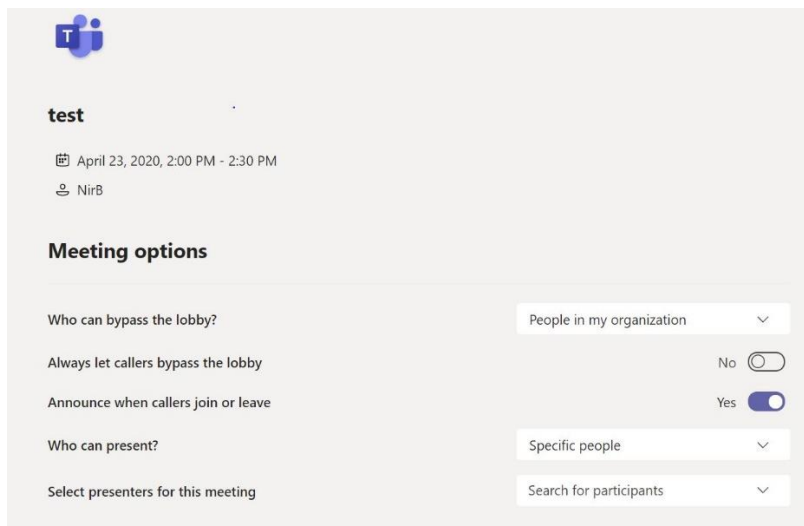 T
test
April 23, 2020, 2:00 PM - 2:30 PM
NirB
Meeting options
Who can bypass the lobby? People in my organization
Always let callers bypass the lobby No
Announce when callers join or leave Yes
Who can present? Specific people
Select presenters for this meeting Search for participants